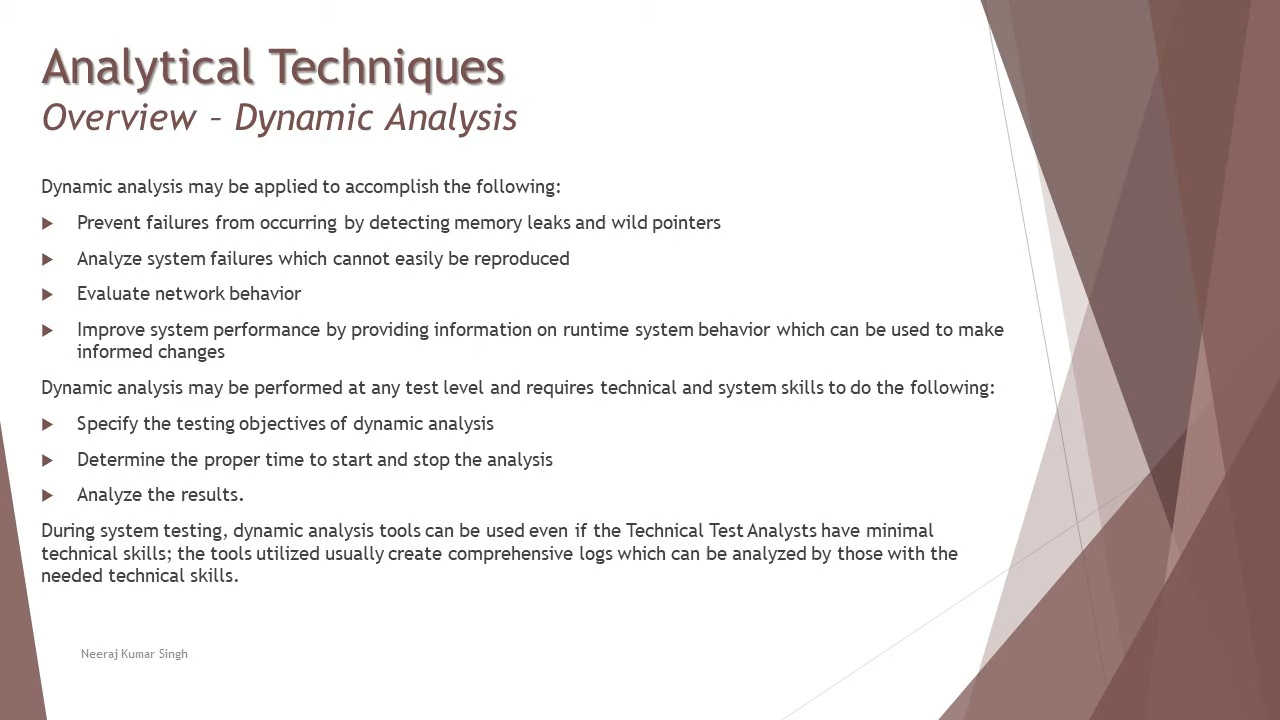 Analytical Techniques
Overview – Dynamic Analysis
Dynamic analysis may be applied to accomplish the following:
Prevent failures from occurring by detecting memory leaks and wild pointers
Analyze system failures which cannot easily be reproduced
Evaluate network behavior
Improve system performance by providing information on runtime system behavior which can be used to make
informed changes
Dynamic analysis may be performed at any test level and requires technical and system skills to do the following:
Specify the testing objectives of dynamic analysis
Determine the proper time to start and stop the analysis
Analyze the results.
During system testing, dynamic analysis tools can be used even if the Technical Test Analysts have minimal
technical skills; the tools utilized usually create comprehensive logs which can be analyzed by those with the
needed technical skills.
Neeraj Kumar Singh